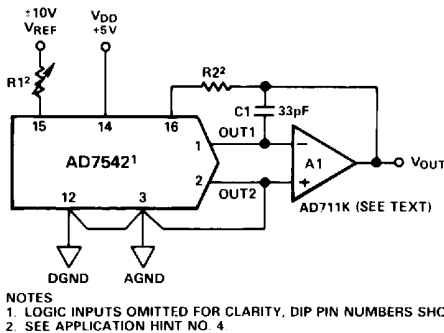 ±10V
VREF
VDD
+5V
R1²
R2²
C1 33pF
15 14 16
OUT1
1
AD7542¹
A1
VOUT
2
OUT2
12 3
AD711K (SEE TEXT)
DGND AGND
NOTES
1. LOGIC INPUTS OMITTED FOR CLARITY, DIP PIN NUMBERS
2. SEE APPLICATION HINT NO. 4.